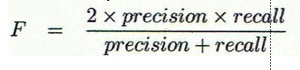 F = 2 × precision × recall
precision + recall